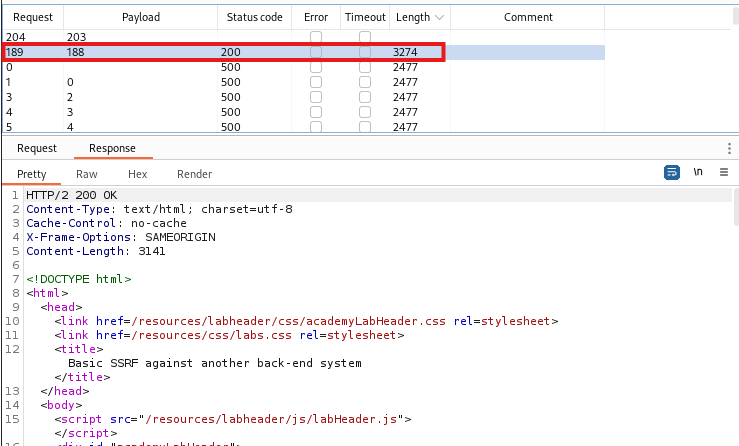 Request Payload Status code Error Timeout Length Comment
204 203
189 188 200 3274
0 500 2477
1 0 500 2477
3 2 500 2477
4 3 500 2477
5 4 500 2477
Request Response
Pretty Raw Hex Render \n
1 HTTP/2 200 OK
2 Content-Type: text/html; charset=utf-8
3 Cache-Control: no-cache
4 X-Frame-Options: SAMEORIGIN
5 Content-Length: 3141
6
7 <!DOCTYPE html>
8 <html>
9 <head>
10 <link href=/resources/labheader/css/academyLabHeader.css rel=stylesheet>
11 <link href=/resources/css/labs.css rel=stylesheet>
12 <title>
Basic SSRF against another back-end system
</title>
13 </head>
14 <body>
15 <script src="/resources/labheader/js/labHeader.js">
</script>
16 <div id="academyLabHeader">